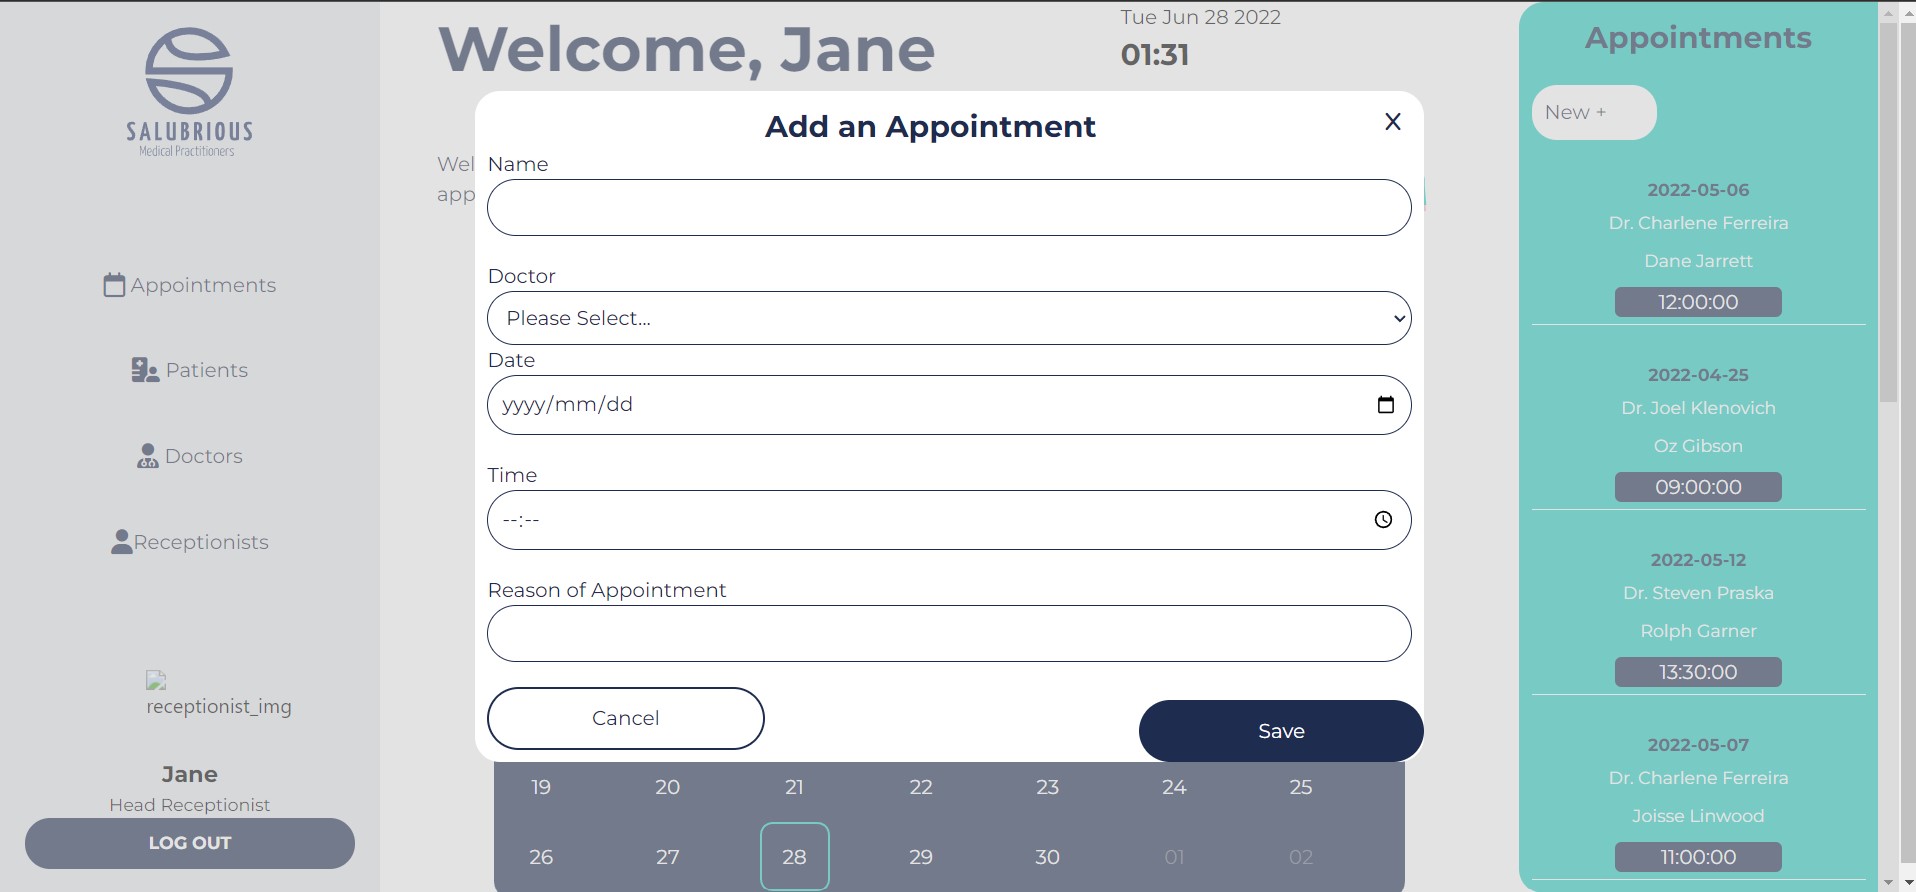 SALUBRIOUS
Medical Practitioners
Appointments
Patients
Doctors
Receptionists
receptionist_img
Jane
Head Receptionist
LOG OUT
Welcome, Jane
Tue Jun 28 2022
01:31
Wel
app
Add an Appointment
X
Name
Doctor
Please Select...
Date
yyyy/mm/dd
Time
--:--
Reason of Appointment
Cancel
Save
19 20 21 22 23 24 25
26 27 28 29 30 01 02
Appointments
New +
2022-05-06
Dr. Charlene Ferreira
Dane Jarrett
12:00:00
2022-04-25
Dr. Joel Klenovich
Oz Gibson
09:00:00
2022-05-12
Dr. Steven Praska
Rolph Garner
13:30:00
2022-05-07
Dr. Charlene Ferreira
Joisse Linwood
11:00:00